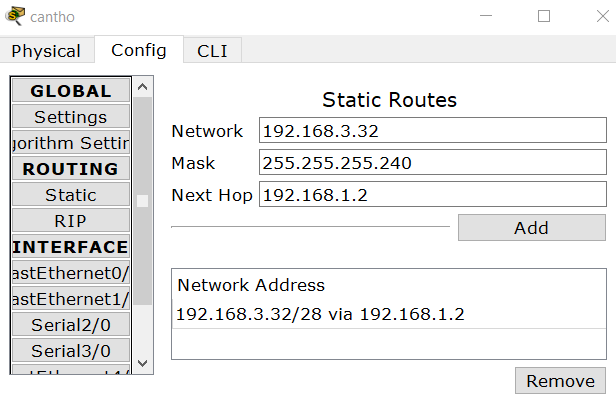 cantho
Physical Config CLI
GLOBAL
Settings
gorithm Settin
ROUTING
Static
RIP
INTERFACE
astEthernet0/
astEthernet1/
Serial2/0
Serial3/0
Static Routes
Network 192.168.3.32
Mask 255.255.255.240
Next Hop 192.168.1.2
Add
Network Address
192.168.3.32/28 via 192.168.1.2
Remove